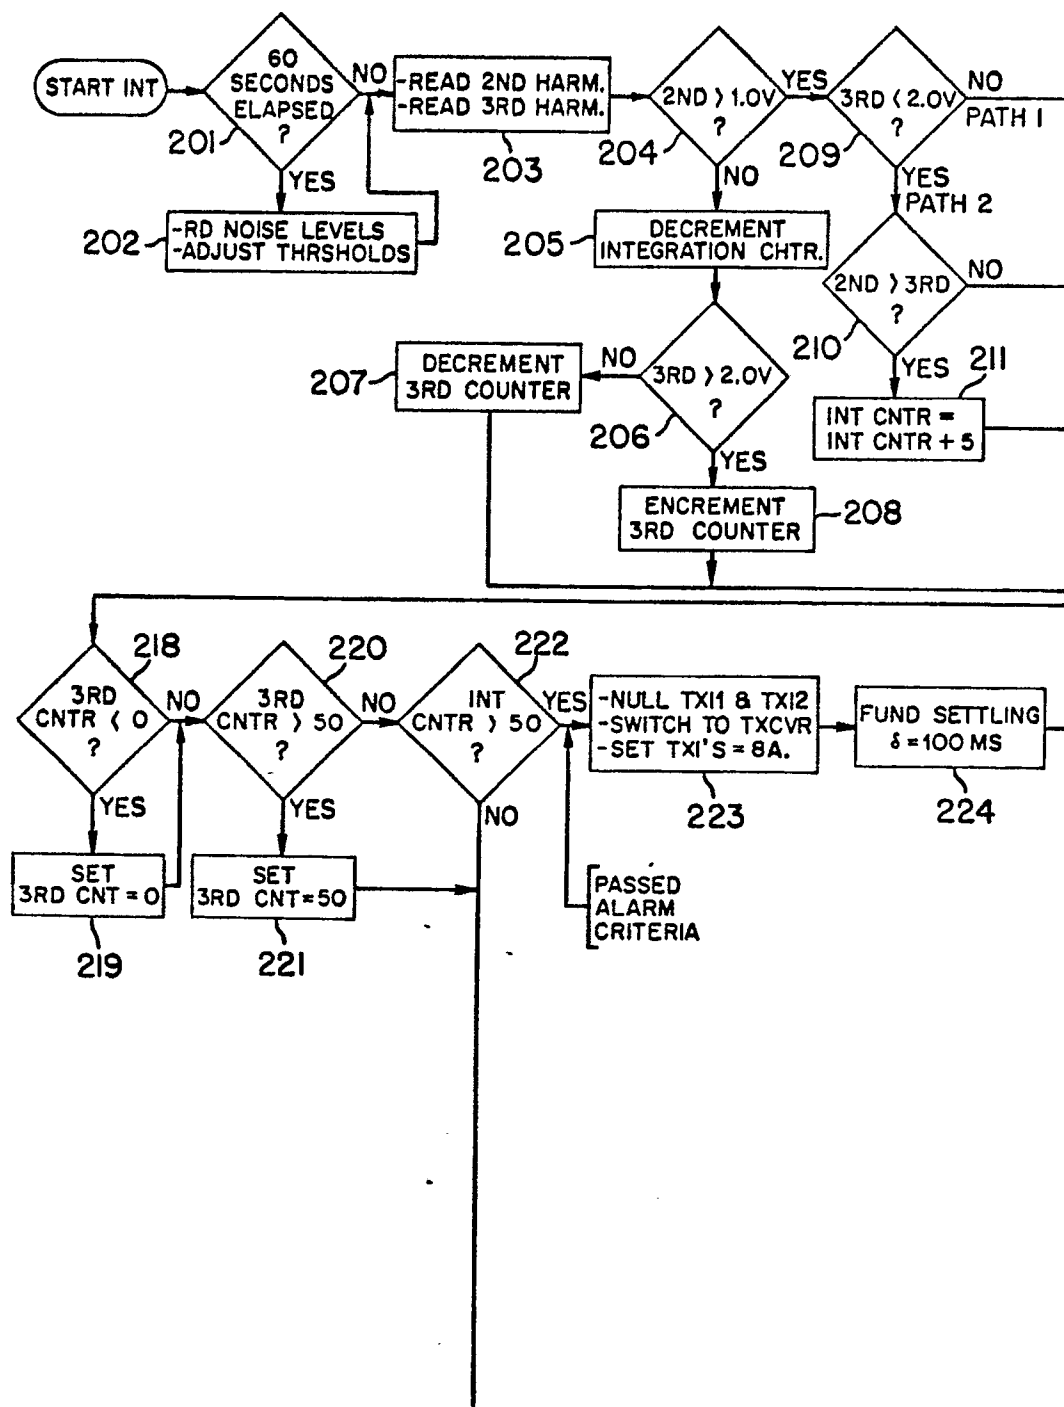 START INT
60
SECONDS
ELAPSED
?
201
NO
YES
-RD NOISE LEVELS
-ADJUST THRSHOLDS
202
-READ 2ND HARM.
-READ 3RD HARM.
203
2ND > 1.0V
?
204
YES
NO
3RD < 2.0V
?
209
NO
PATH 1
YES
PATH 2
205
DECREMENT
INTEGRATION CHTR.
2ND > 3RD
?
210
NO
YES
211
INT CNTR =
INT CNTR + 5
207
DECREMENT
3RD COUNTER
NO
3RD > 2.0V
?
206
YES
ENCREMENT
3RD COUNTER
208
218
3RD
CNTR < 0
?
NO
YES
SET
3RD CNT = 0
219
220
3RD
CNTR > 50
?
NO
YES
SET
3RD CNT = 50
221
222
INT
CNTR > 50
?
YES
NO
-NULL TXI1 & TXI2
-SWITCH TO TXCVR
-SET TXI'S = 8A.
223
FUND SETTLING
δ = 100 MS
224
PASSED
ALARM
CRITERIA